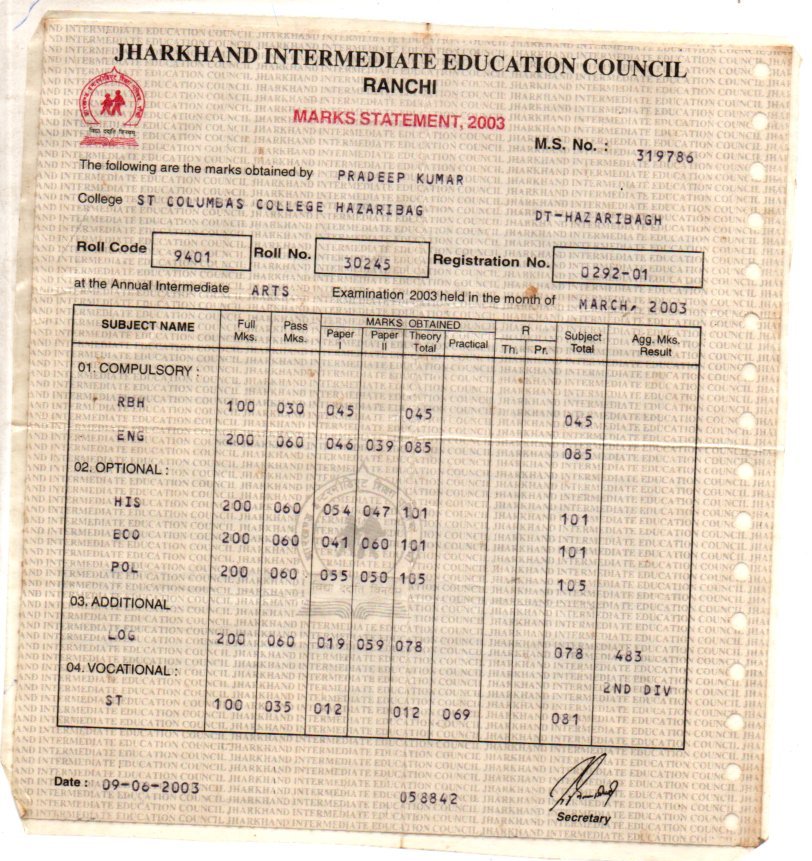 JHARKHAND INTERMEDIATE EDUCATION COUNCIL
RANCHI
MARKS STATEMENT, 2003
M.S. No. : 319786
The following are the marks obtained by PRADEEP KUMAR
College ST COLUMBAS COLLEGE HAZARIBAG DT-HAZARIBAGH
Roll Code 9401 Roll No. 30245 Registration No. 0292-01
at the Annual Intermediate ARTS Examination 2003 held in the month of MARCH, 2003
SUBJECT NAME Full Mks. Pass Mks. MARKS OBTAINED Paper I Paper II Theory Total Practical R Th. Pr. Subject Total Agg. Mks. Result
01. COMPULSORY :
RBH 100 030 045 045 045
ENG 200 060 046 039 085 085
02. OPTIONAL :
HIS 200 060 054 047 101 101
ECO 200 060 041 060 101 101
POL 200 060 055 050 105 105
03. ADDITIONAL
LOG 200 060 019 059 078 078 483
04. VOCATIONAL : 2ND DIV
ST 100 035 012 012 069 081
Date : 09-06-2003
058842
Secretary